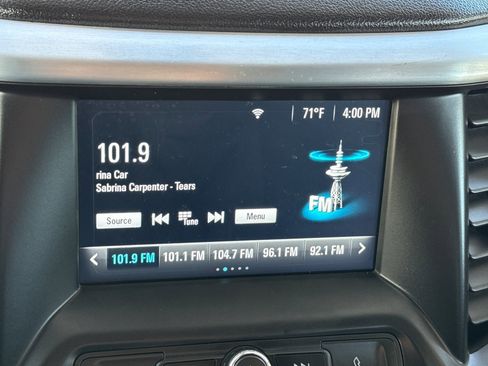 71°F 4:00 PM
101.9
rina Car
Sabrina Carpenter - Tears
FM
Source Tune Menu
101.9 FM 101.1 FM 104.7 FM 96.1 FM 92.1 FM